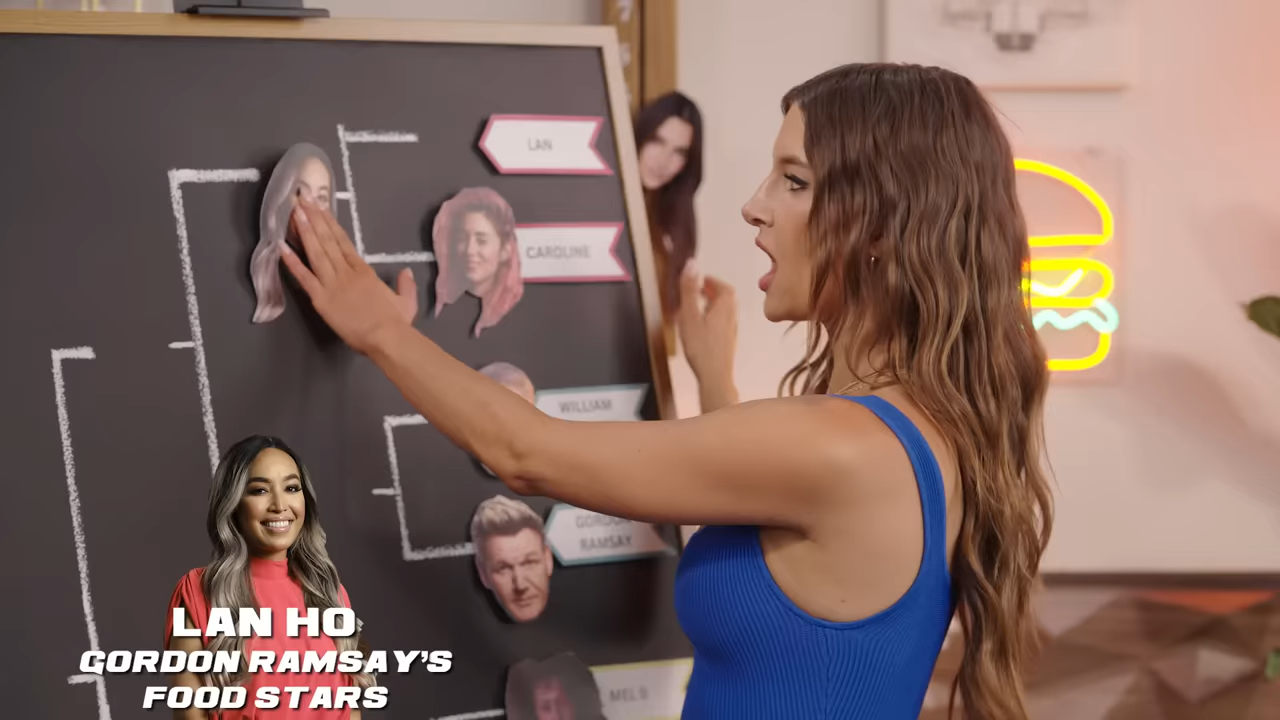 LAN
CAROLINE
WILLIAM
GORDON
RAMSAY
MEL'S
LAN HO
GORDON RAMSAY'S
FOOD STARS